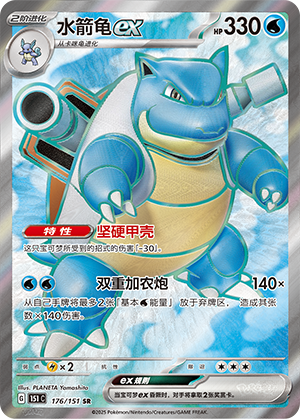 2阶进化
水箭龟ex HP330
从卡咪龟进化
特性 坚硬甲壳
这只宝可梦所受到的招式的伤害「-30」。
双重加农炮 140×
从自己手牌将最多2张「基本 能量」放于弃牌区,造成其张数×140伤害。
×2
ex规则
当宝可梦ex昏厥时,对手将拿取2张奖赏卡。
Illus. PLANETA Yamashita
G 151 C 176/151 SR
©2025 Pokémon/Nintendo/Creatures/GAME FREAK.